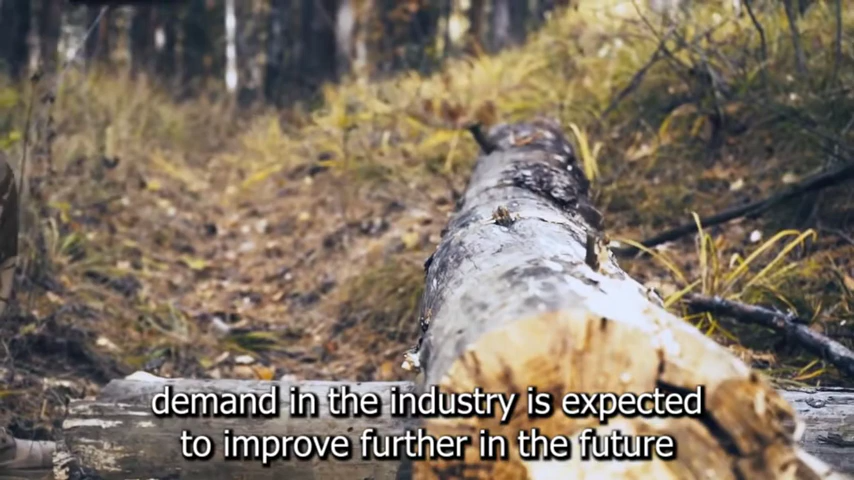 demand in the industry is expected
to improve further in the future